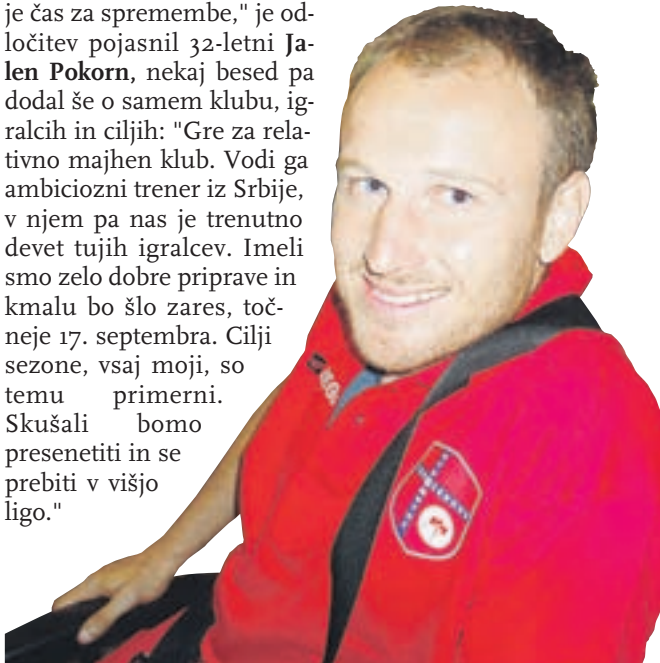 je čas za spremembe," je od-
ločitev pojasnil 32-letni Ja-
len Pokorn, nekaj besed pa
dodal še o samem klubu, ig-
ralcih in ciljih: "Gre za rela-
tivno majhen klub. Vodi ga
ambiciozni trener iz Srbije,
v njem pa nas je trenutno
devet tujih igralcev. Imeli
smo zelo dobre priprave in
kmalu bo šlo zares, toč-
neje 17. septembra. Cilji
sezone, vsaj moji, so
temu primerni.
Skušali bomo
presenetiti in se
prebiti v višjo
ligo."